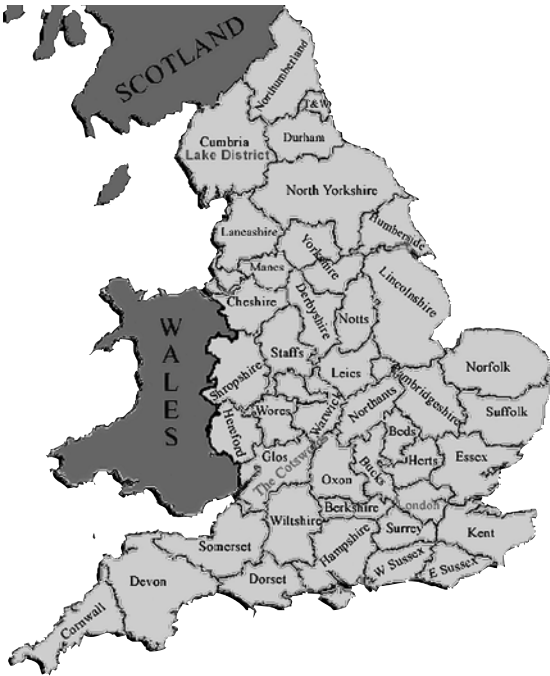 SCOTLAND
Northumberland
T&W
Cumbria
Lake District
Durham
North Yorkshire
Lancashire
Yorkshire
Humberside
Manes
Cheshire
Derbyshire
Notts
Lincolnshire
WALES
Staffs
Shropshire
Leics
Norfolk
Cambridgeshire
Suffolk
Northants
Hereford
Worcs
Warwick
Beds
Glos
The Cotswolds
Oxon
Bucks
Herts
Essex
Berkshire
London
Wiltshire
Surrey
Kent
Hampshire
W Sussex
E Sussex
Somerset
Dorset
Devon
Cornwall